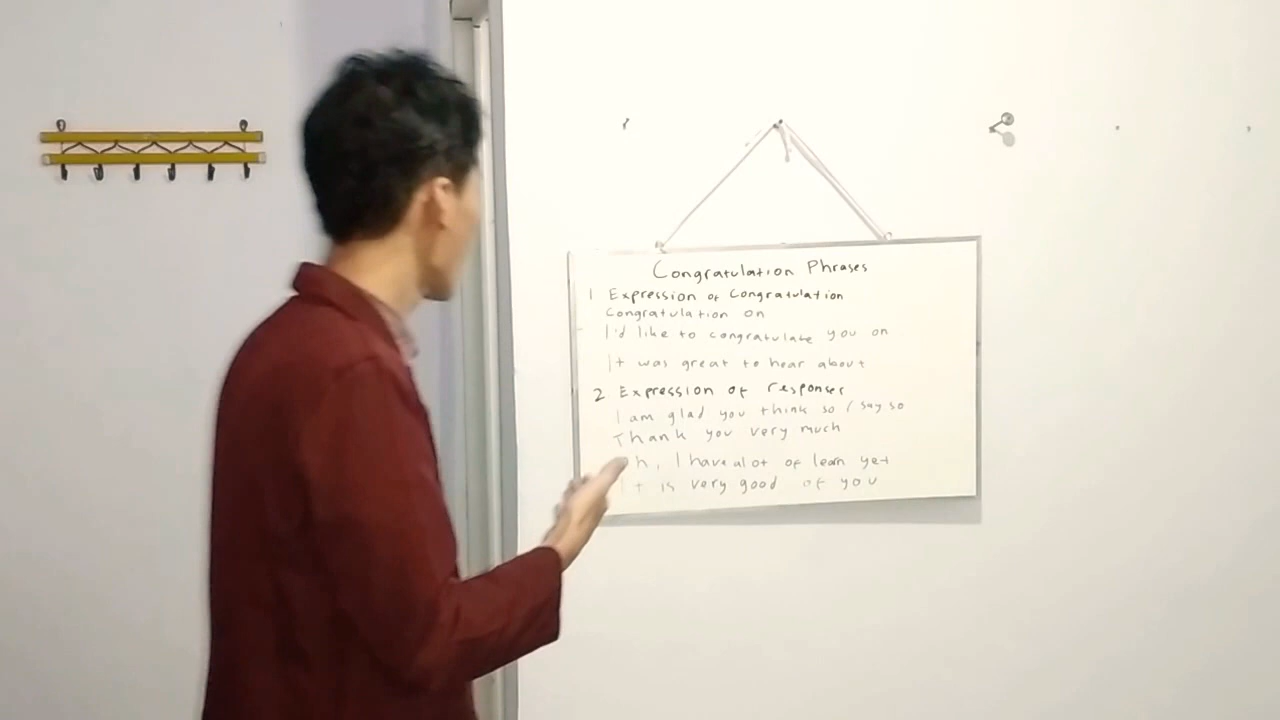 Congratulation Phrases
1 Expression of Congratulation
Congratulation on
I'd like to congratulate you on
It was great to hear about
2 Expression of responses
I am glad you think so / say so
Thank you very much
h, I have alot of learn yet
It is very good of you